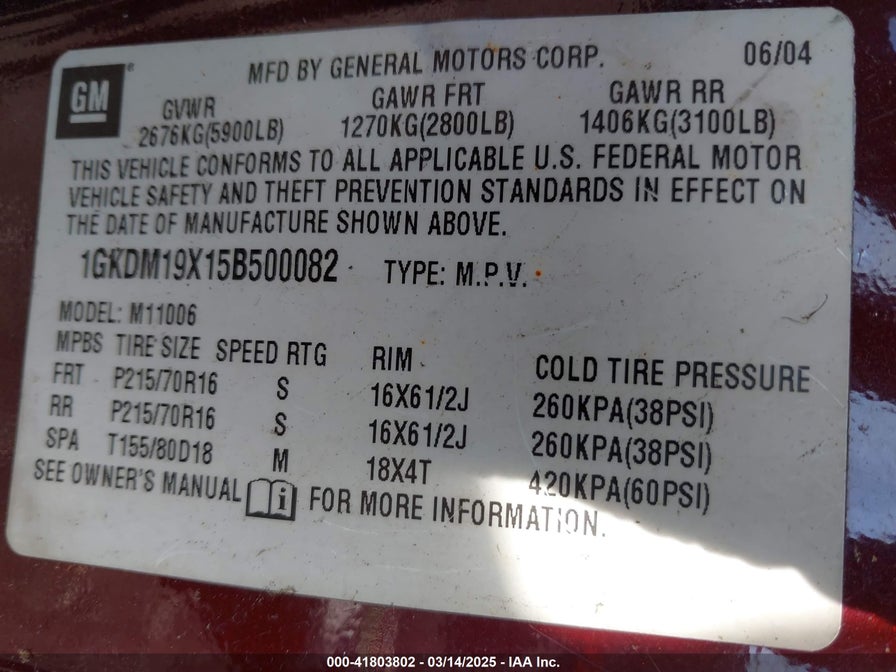 MFD BY GENERAL MOTORS CORP. 06/04
GM ®
GVWR GAWR FRT GAWR RR
2676KG(5900LB) 1270KG(2800LB) 1406KG(3100LB)
THIS VEHICLE CONFORMS TO ALL APPLICABLE U.S. FEDERAL MOTOR
VEHICLE SAFETY AND THEFT PREVENTION STANDARDS IN EFFECT ON
THE DATE OF MANUFACTURE SHOWN ABOVE.
1GKDM19X15B500082 TYPE: M.P.V.
MODEL: M11006
MPBS TIRE SIZE SPEED RTG RIM COLD TIRE PRESSURE
FRT P215/70R16 S 16X61/2J 260KPA(38PSI)
RR P215/70R16 S 16X61/2J 260KPA(38PSI)
SPA T155/80D18 M 18X4T 420KPA(60PSI)
SEE OWNER'S MANUAL i FOR MORE INFORMATION.
000-41803802 - 03/14/2025 - IAA Inc.